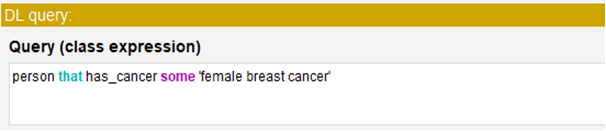 DL query:
Query (class expression)
person that has_cancer some 'female breast cancer'